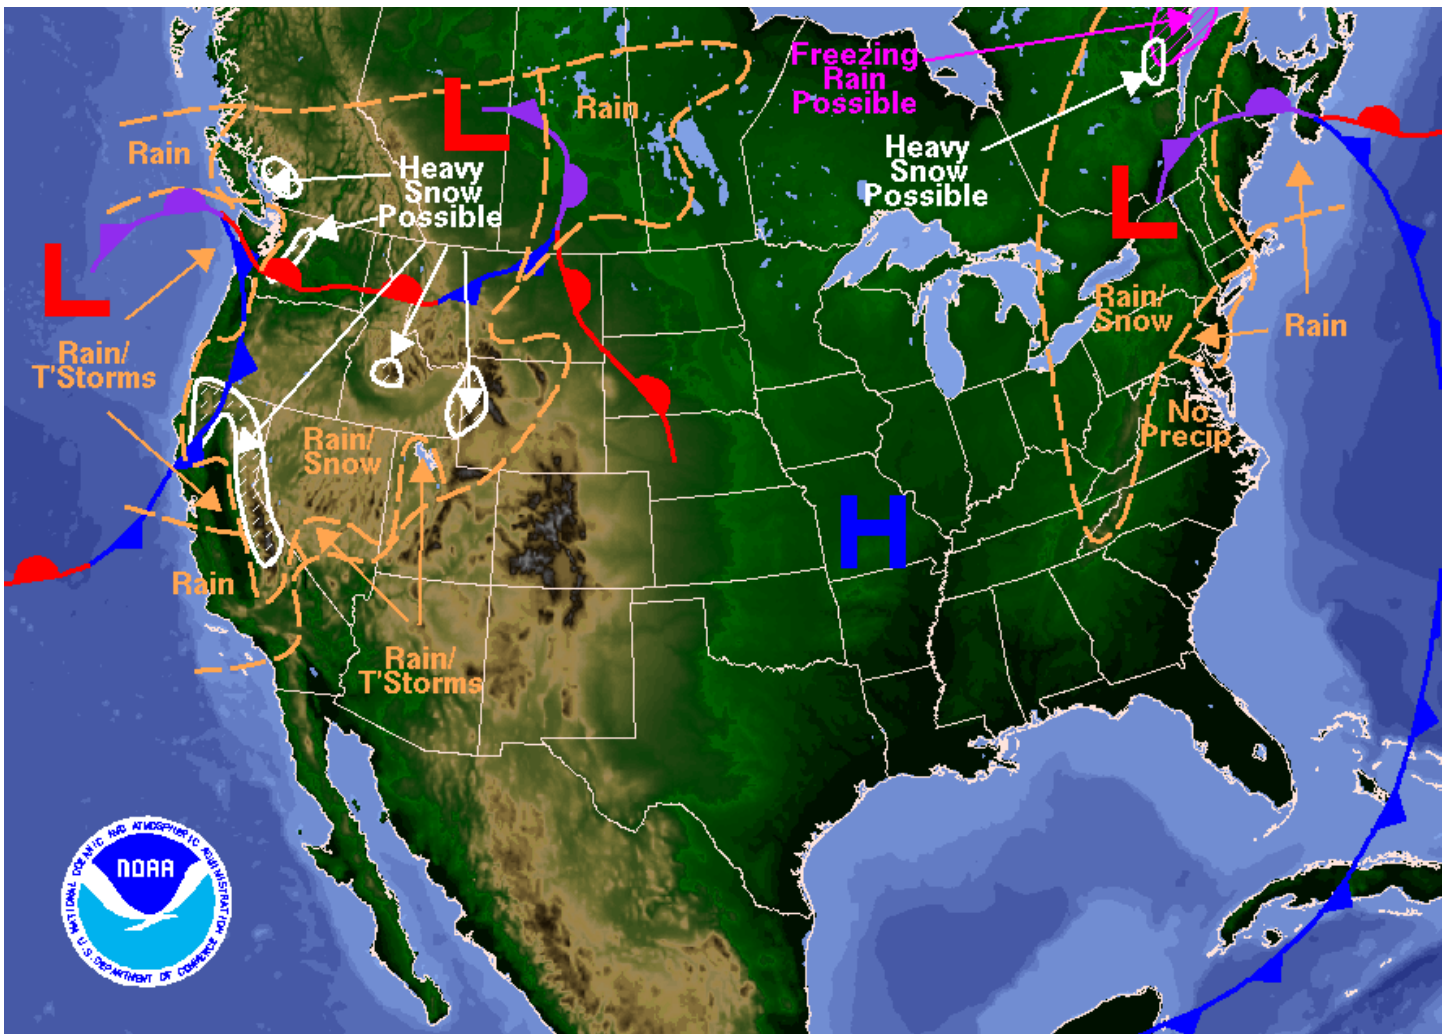 Freezing
Rain
Possible
Rain
L
Rain
Heavy
Snow
Possible
Heavy
Snow
Possible
L
L
Rain/
Snow
Rain
Rain/
T'Storms
No
Precip
Rain/
Snow
H
Rain
Rain/
T'Storms
NATIONAL OCEANIC AND ATMOSPHERIC ADMINISTRATION
NOAA
U.S. DEPARTMENT OF COMMERCE